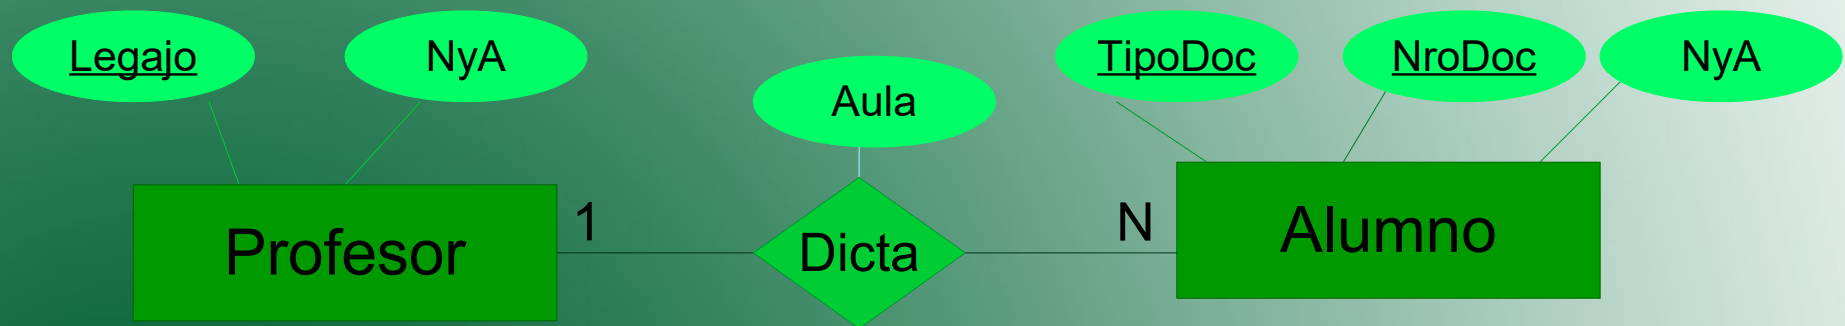 Legajo
NyA
Aula
TipoDoc
NroDoc
NyA
Profesor
1
Dicta
N
Alumno